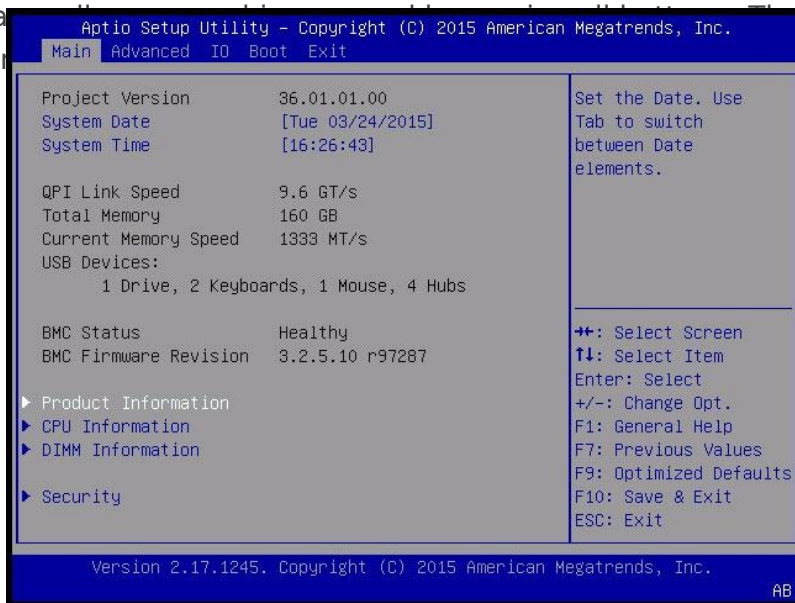 Aptio Setup Utility – Copyright (C) 2015 American Megatrends, Inc.
Main Advanced IO Boot Exit
Project Version 36.01.01.00
System Date [Tue 03/24/2015]
System Time [16:26:43]
QPI Link Speed 9.6 GT/s
Total Memory 160 GB
Current Memory Speed 1333 MT/s
USB Devices:
1 Drive, 2 Keyboards, 1 Mouse, 4 Hubs
BMC Status Healthy
BMC Firmware Revision 3.2.5.10 r97287
▶ Product Information
▶ CPU Information
▶ DIMM Information
▶ Security
Set the Date. Use
Tab to switch
between Date
elements.
→←: Select Screen
↑↓: Select Item
Enter: Select
+/-: Change Opt.
F1: General Help
F7: Previous Values
F9: Optimized Defaults
F10: Save & Exit
ESC: Exit
Version 2.17.1245. Copyright (C) 2015 American Megatrends, Inc.
AB